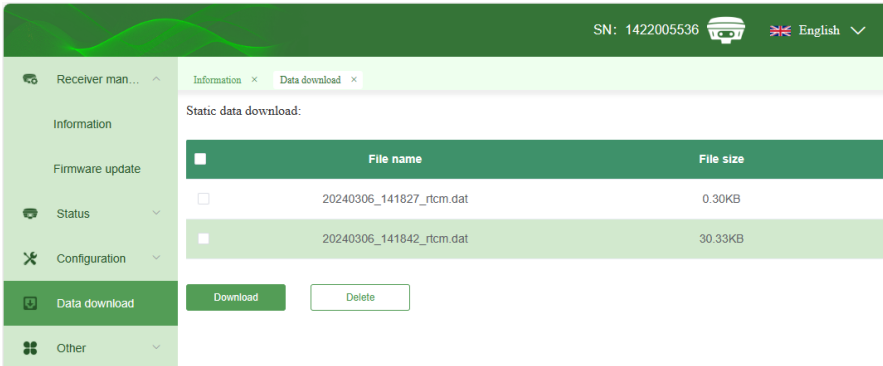 SN: 1422005536 English
Receiver man...
Information
Firmware update
Status
Configuration
Data download
Other
Information × Data download ×
Static data download:
File name File size
20240306_141827_rtcm.dat 0.30KB
20240306_141842_rtcm.dat 30.33KB
Download Delete